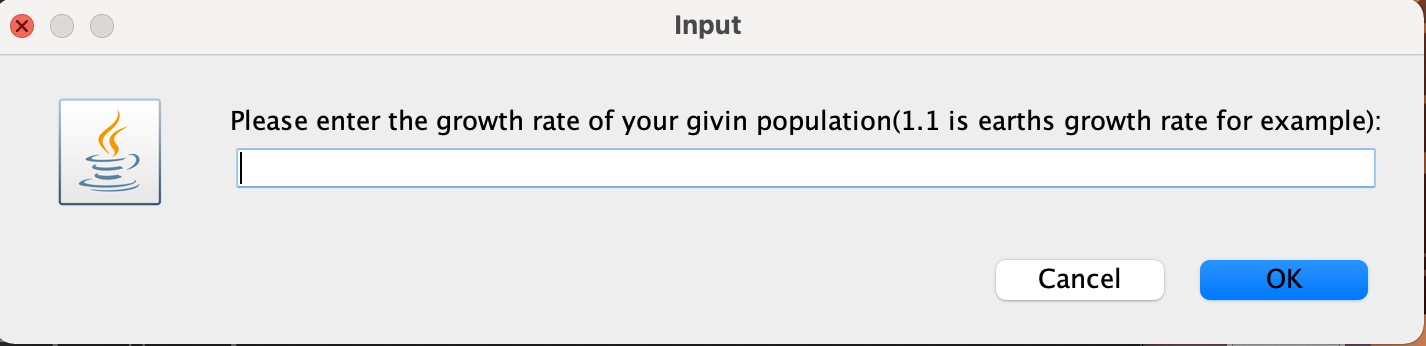 Input
Please enter the growth rate of your givin population(1.1 is earths growth rate for example):
Cancel
OK